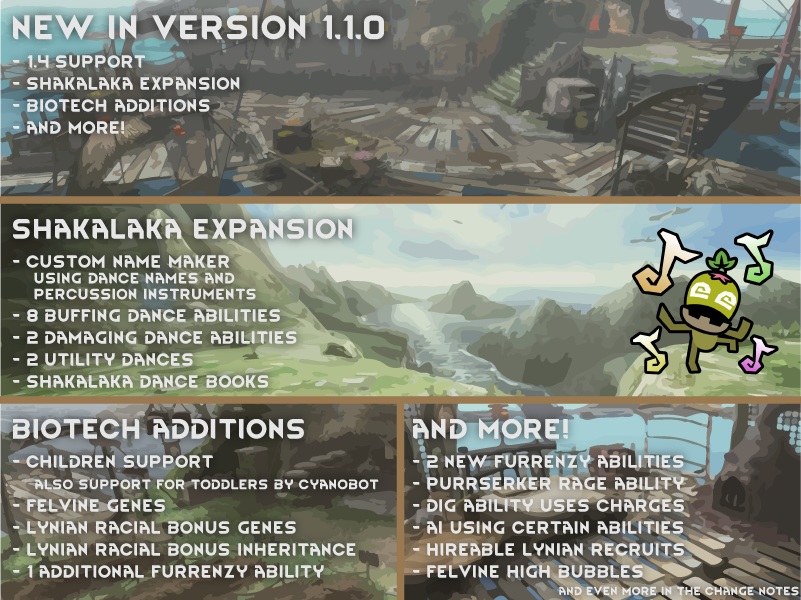 NEW IN VERSION 1.1.0
- 1.4 SUPPORT
- SHAKALAKA EXPANSION
- BIOTECH ADDITIONS
- AND MORE!
SHAKALAKA EXPANSION
- CUSTOM NAME MAKER
USING DANCE NAMES AND
PERCUSSION INSTRUMENTS
- 8 BUFFING DANCE ABILITIES
- 2 DAMAGING DANCE ABILITIES
- 2 UTILITY DANCES
- SHAKALAKA DANCE BOOKS
BIOTECH ADDITIONS
- CHILDREN SUPPORT
ALSO SUPPORT FOR TODDLERS BY CYANOBOT
- FELVINE GENES
- LYNIAN RACIAL BONUS GENES
- LYNIAN RACIAL BONUS INHERITANCE
- 1 ADDITIONAL FURRENZY ABILITY
AND MORE!
- 2 NEW FURRENZY ABILITIES
- PURRSERKER RAGE ABILITY
- DIG ABILITY USES CHARGES
- AI USING CERTAIN ABILITIES
- HIREABLE LYNIAN RECRUITS
- FELVINE HIGH BUBBLES
AND EVEN MORE IN THE CHANGE NOTES